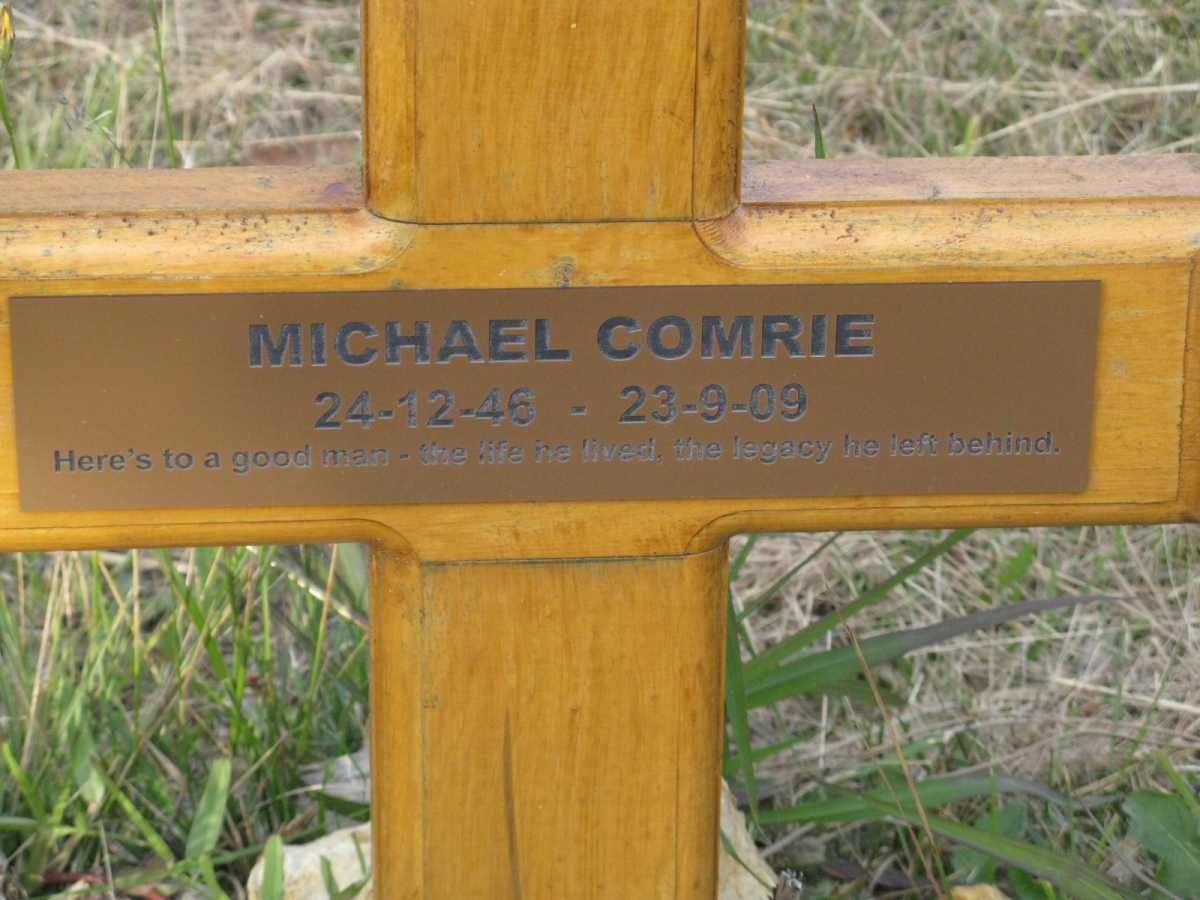 MICHAEL COMRIE
24-12-46 - 23-9-09
Here's to a good man - the life he lived, the legacy he left behind.